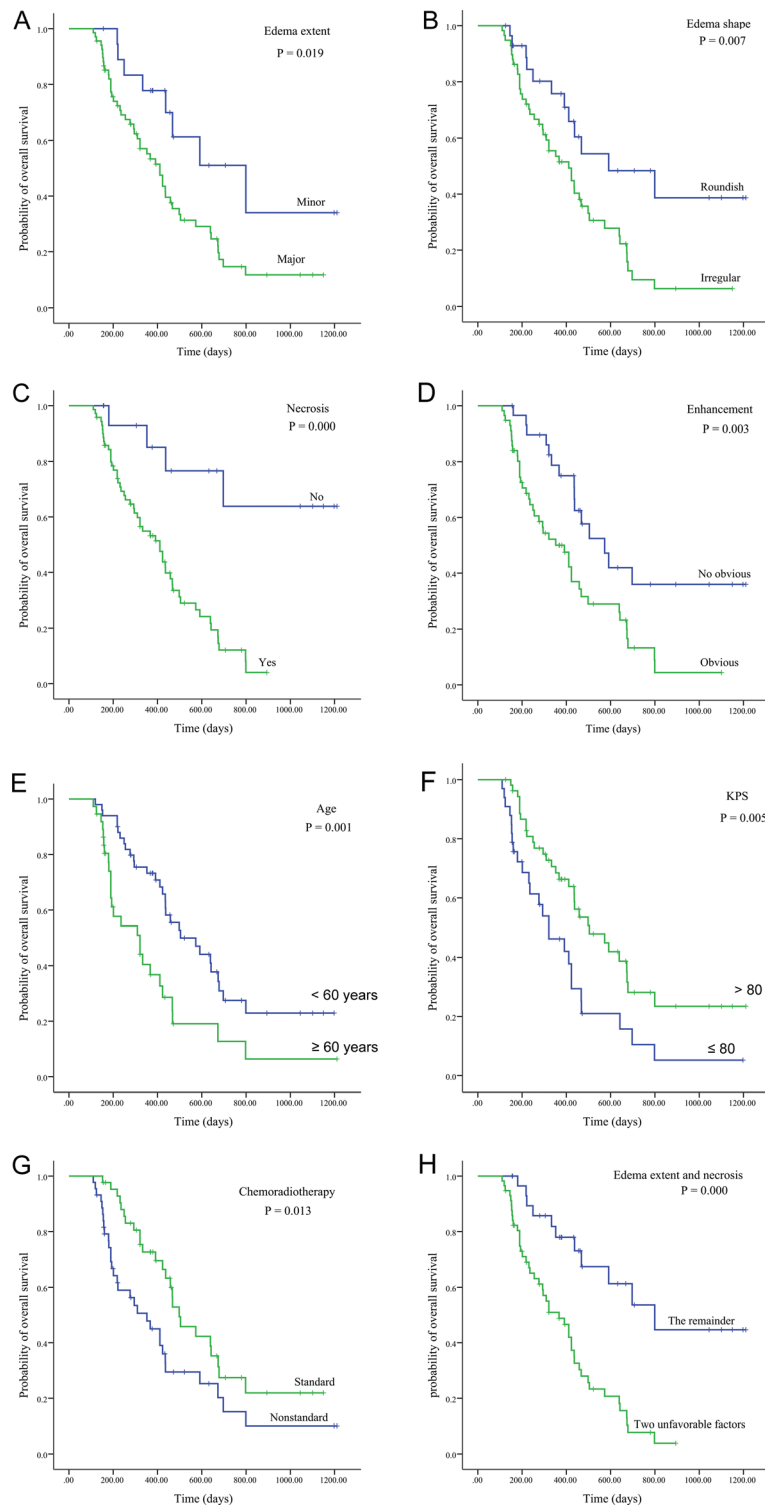 A
Edema extent
P = 0.019
Probability of overall survival
1.0
0.8
0.6
0.4
0.2
0.0
Minor
Major
.00 200.00 400.00 600.00 800.00 1000.00 1200.00
Time (days)
B
Edema shape
P = 0.007
Probability of overall survival
1.0
0.8
0.6
0.4
0.2
0.0
Roundish
Irregular
.00 200.00 400.00 600.00 800.00 1000.00 1200.00
Time (days)
C
Necrosis
P = 0.000
Probability of overall survival
1.0
0.8
0.6
0.4
0.2
0.0
No
Yes
.00 200.00 400.00 600.00 800.00 1000.00 1200.00
Time (days)
D
Enhancement
P = 0.003
Probability of overall survival
1.0
0.8
0.6
0.4
0.2
0.0
No obvious
Obvious
.00 200.00 400.00 600.00 800.00 1000.00 1200.00
Time (days)
E
Age
P = 0.001
Probability of overall survival
1.0
0.8
0.6
0.4
0.2
0.0
< 60 years
≥ 60 years
.00 200.00 400.00 600.00 800.00 1000.00 1200.00
Time (days)
F
KPS
P = 0.005
Probability of overall survival
1.0
0.8
0.6
0.4
0.2
0.0
> 80
≤ 80
.00 200.00 400.00 600.00 800.00 1000.00 1200.00
Time (days)
G
Chemoradiotherapy
P = 0.013
Probability of overall survival
1.0
0.8
0.6
0.4
0.2
0.0
Standard
Nonstandard
.00 200.00 400.00 600.00 800.00 1000.00 1200.00
Time (days)
H
Edema extent and necrosis
P = 0.000
probability of overall survival
1.0
0.8
0.6
0.4
0.2
0.0
The remainder
Two unfavorable factors
.00 200.00 400.00 600.00 800.00 1000.00 1200.00
Time (days)